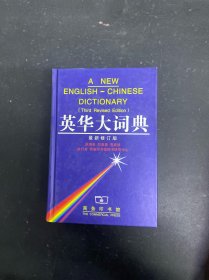 A NEW
ENGLISH-CHINESE
DICTIONARY
(Third Revised Edition)
英华大词典
最新修订版
商务印书馆
THE COMMERCIAL PRESS